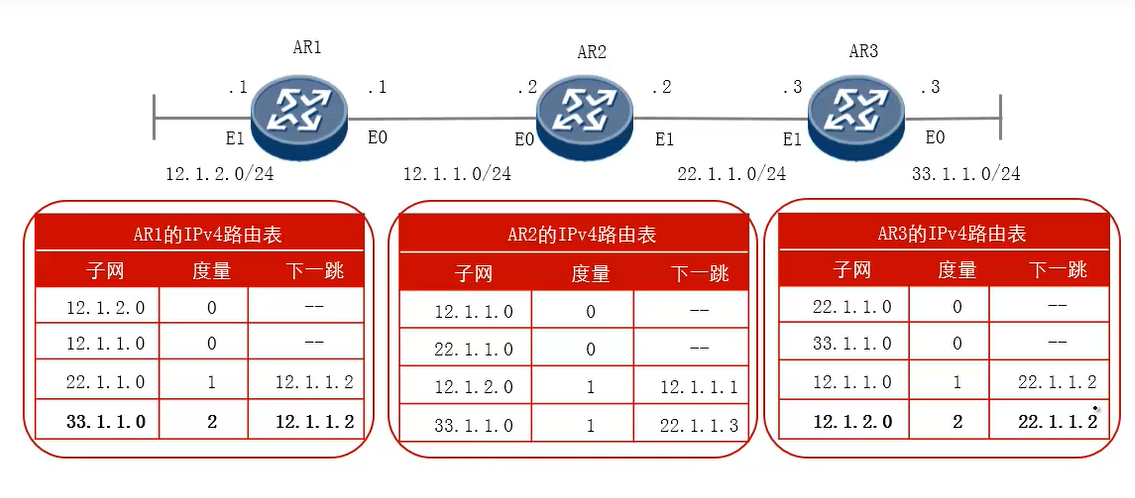 AR1
AR2
AR3
.1
.1
.2
.2
.3
.3
E1
E0
E0
E1
E1
E0
12.1.2.0/24
12.1.1.0/24
22.1.1.0/24
33.1.1.0/24
AR1的IPv4路由表
子网 度量 下一跳
12.1.2.0 0 --
12.1.1.0 0 --
22.1.1.0 1 12.1.1.2
33.1.1.0 2 12.1.1.2
AR2的IPv4路由表
子网 度量 下一跳
12.1.1.0 0 --
22.1.1.0 0 --
12.1.2.0 1 12.1.1.1
33.1.1.0 1 22.1.1.3
AR3的IPv4路由表
子网 度量 下一跳
22.1.1.0 0 --
33.1.1.0 0 --
12.1.1.0 1 22.1.1.2
12.1.2.0 2 22.1.1.2